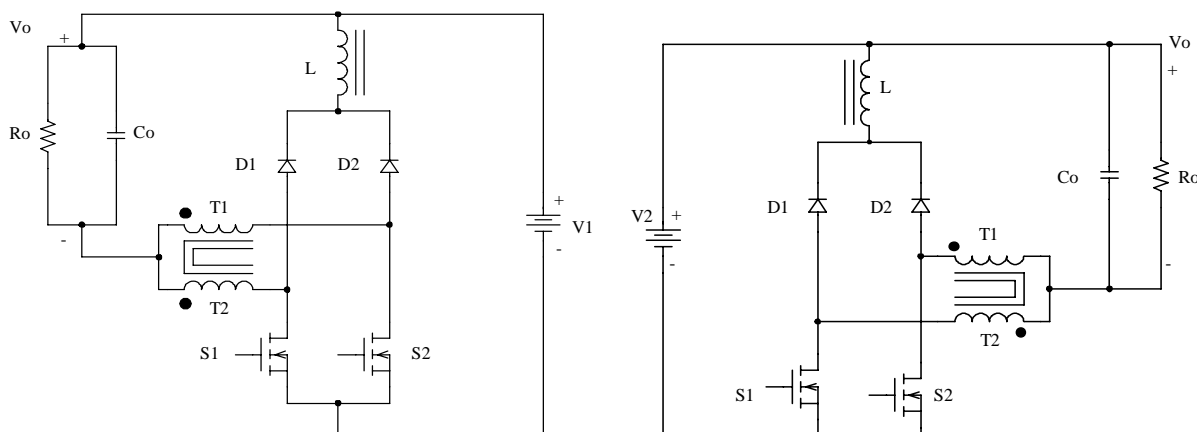 Vo
+
L
Ro
Co
D1
D2
-
T1
T2
+
V1
-
S1
S2
Vo
+
L
Co
Ro
D1
D2
V2
+
-
T1
-
T2
S1
S2